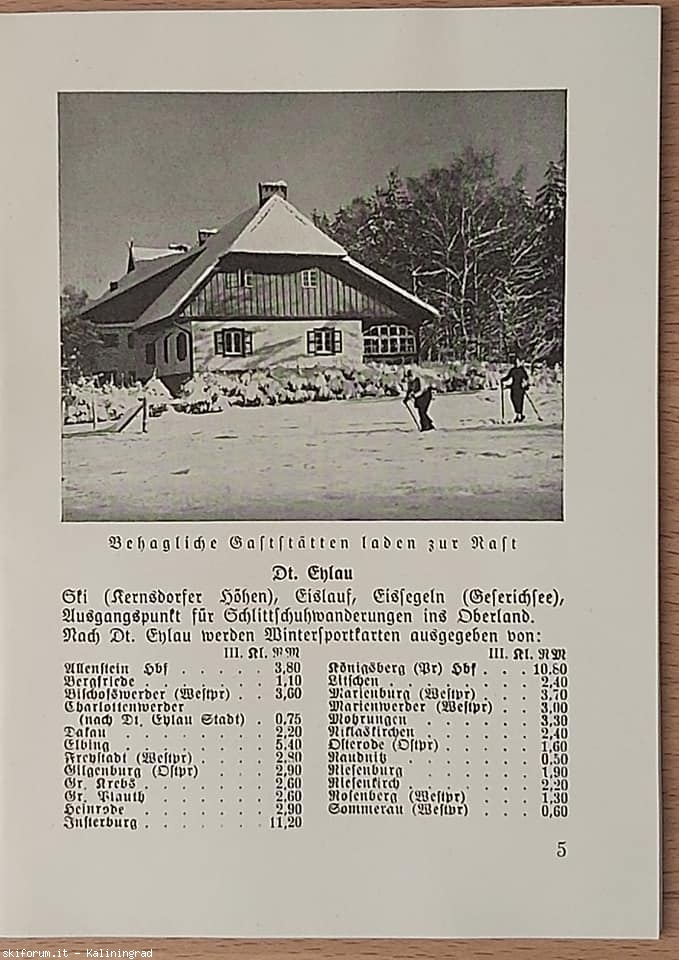 Behagliche Gaststätten laden zur Rast
Dt. Eylau
Ski (Kernsdorfer Höhen), Eislauf, Eissegeln (Geserichsee),
Ausgangspunkt für Schlittschuhwanderungen ins Oberland.
Nach Dt. Eylau werden Wintersportkarten ausgegeben von:
III. Kl. RM
Allenstein Hbf . . . . . 3,80
Bergfriede . . . . . . 1,10
Bischofswerder (Westpr) . . 3,60
Charlottenwerder
(nach Dt. Eylau Stadt) . 0,75
Dakau . . . . . . . 2,20
Elbing . . . . . . . 5,40
Freystadt (Westpr) . . . . 2,80
Gilgenburg (Ostpr) . . . 2,90
Gr. Krebs . . . . . . 2,60
Gr. Plauth . . . . . . 2,60
Heinrode . . . . . . 2,90
Insterburg . . . . . . 11,20
III. Kl. RM
Königsberg (Pr) Hbf . . . 10,80
Litschen . . . . . . . 2,40
Marienburg (Westpr) . . . 3,70
Marienwerder (Westpr) . . 3,00
Mohrungen . . . . . . 3,30
Niklaskirchen . . . . . 2,40
Osterode (Ostpr) . . . . 1,60
Raudnitz . . . . . . 0,50
Riesenburg . . . . . . 1,90
Riesenkirch . . . . . . 2,20
Rosenberg (Westpr) . . . 1,30
Sommerau (Westpr) . . . 0,60
5
skiforum.it - Kaliningrad